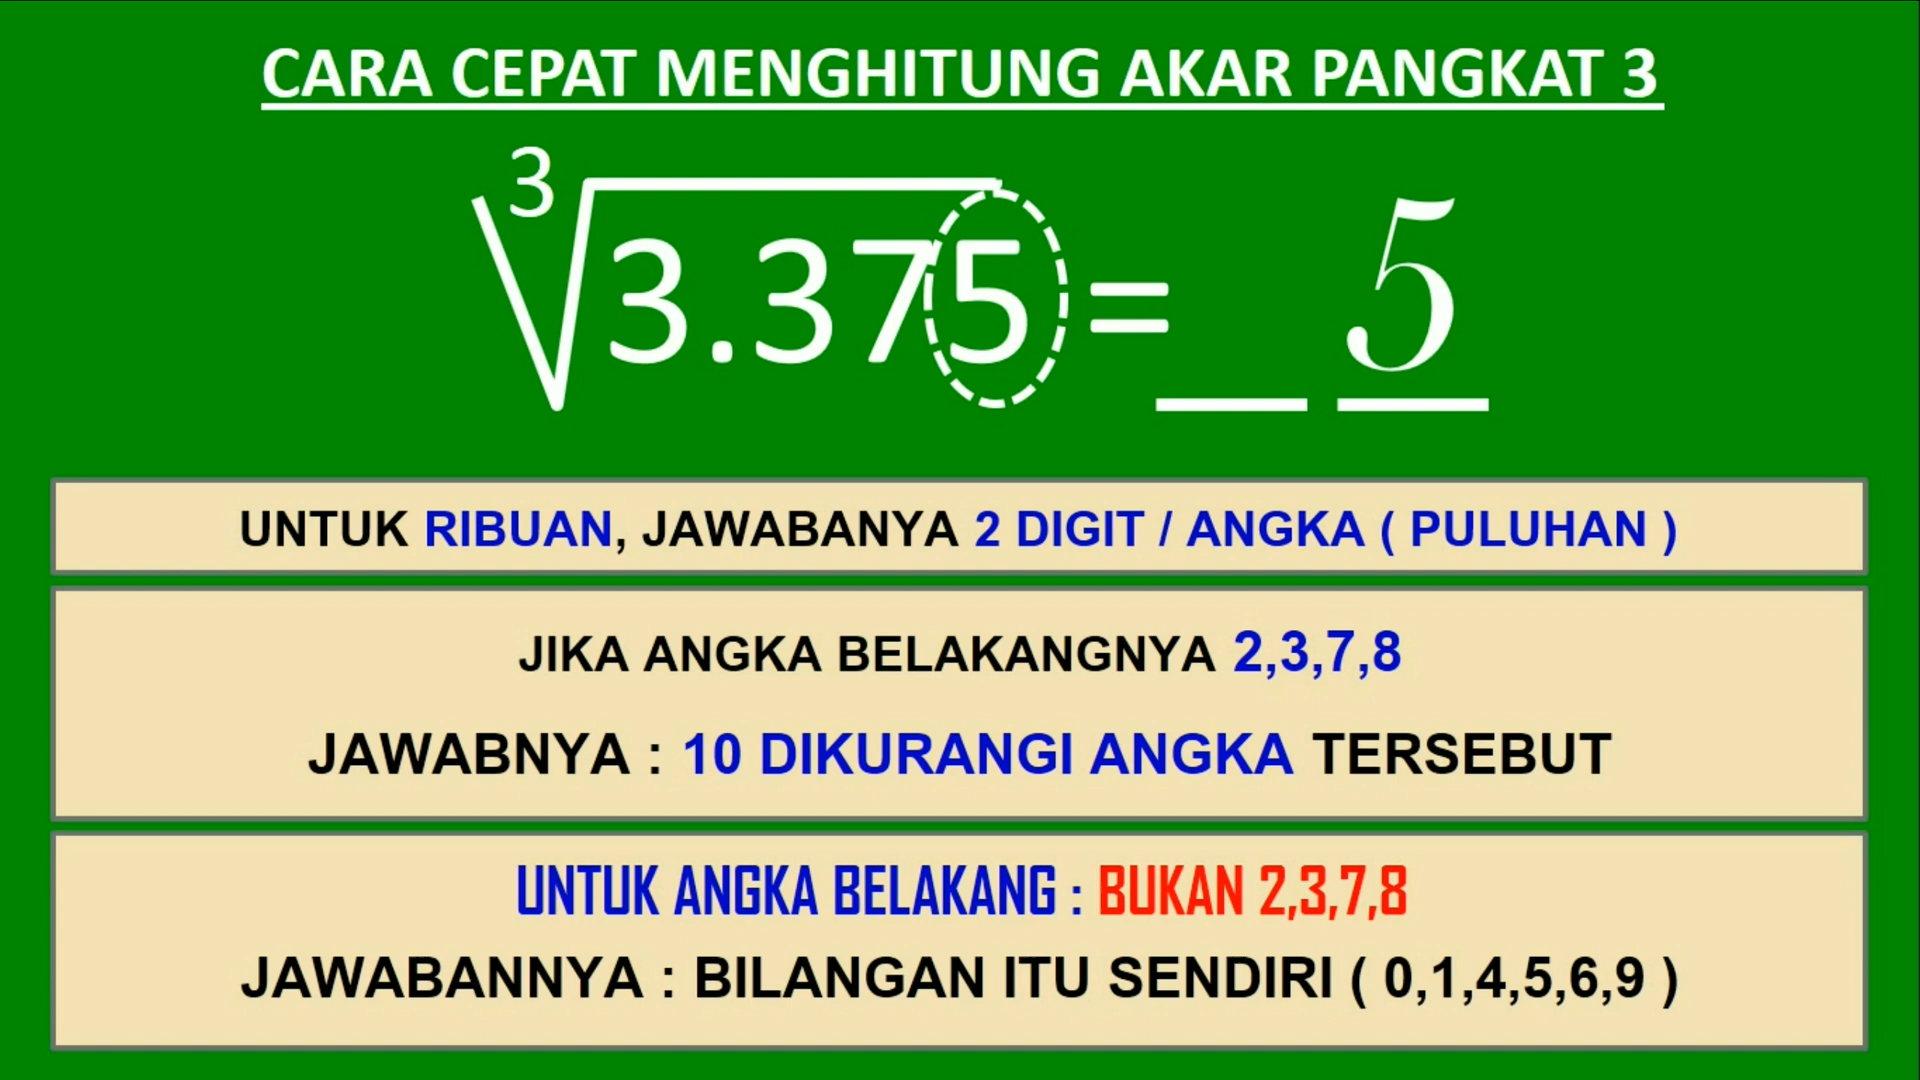 CARA CEPAT MENGHITUNG AKAR PANGKAT 3
∛3.375 = __ 5
UNTUK RIBUAN, JAWABANYA 2 DIGIT / ANGKA ( PULUHAN )
JIKA ANGKA BELAKANGNYA 2,3,7,8
JAWABNYA : 10 DIKURANGI ANGKA TERSEBUT
UNTUK ANGKA BELAKANG : BUKAN 2,3,7,8
JAWABANNYA : BILANGAN ITU SENDIRI ( 0,1,4,5,6,9 )